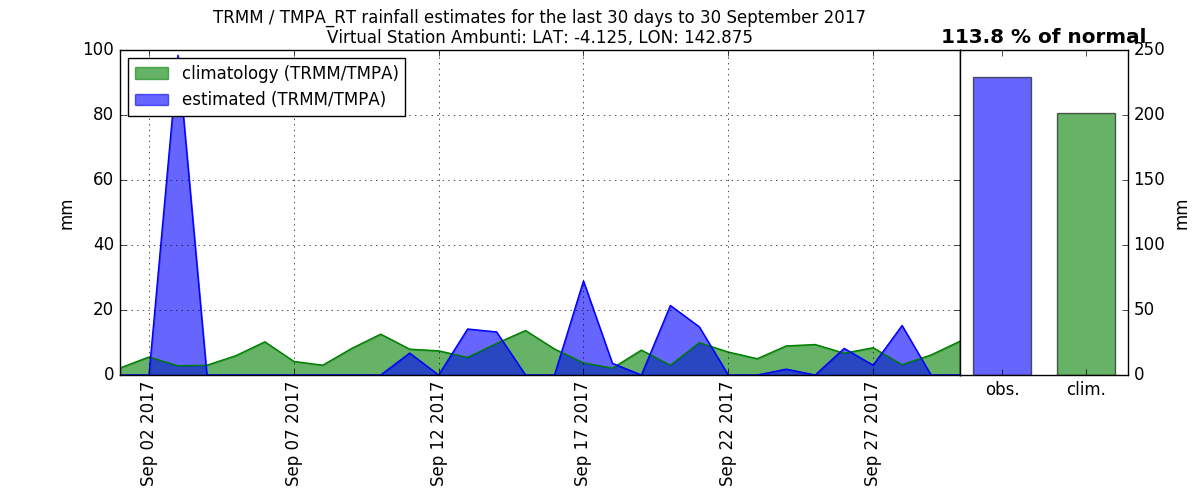 TRMM / TMPA_RT rainfall estimates for the last 30 days to 30 September 2017
Virtual Station Ambunti: LAT: -4.125, LON: 142.875
113.8 % of normal
climatology (TRMM/TMPA)
estimated (TRMM/TMPA)
100
80
60
40
20
0
mm
250
200
150
100
50
0
mm
Sep 02 2017
Sep 07 2017
Sep 12 2017
Sep 17 2017
Sep 22 2017
Sep 27 2017
obs.
clim.